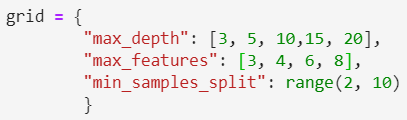 grid = {
        "max_depth": [3, 5, 10,15, 20],
        "max_features": [3, 4, 6, 8],
        "min_samples_split": range(2, 10)
        }